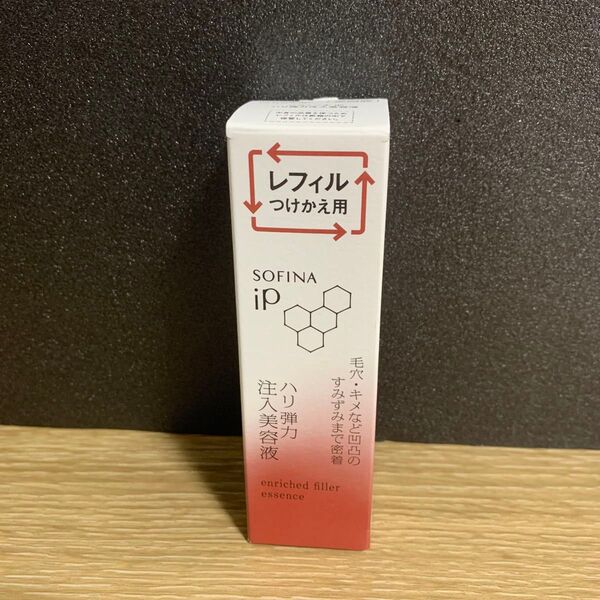 レフィル
つけかえ用
SOFINA
iP
毛穴・キメなど凹凸の
すみずみまで密着
ハリ弾力
注入美容液
enriched filler
essence